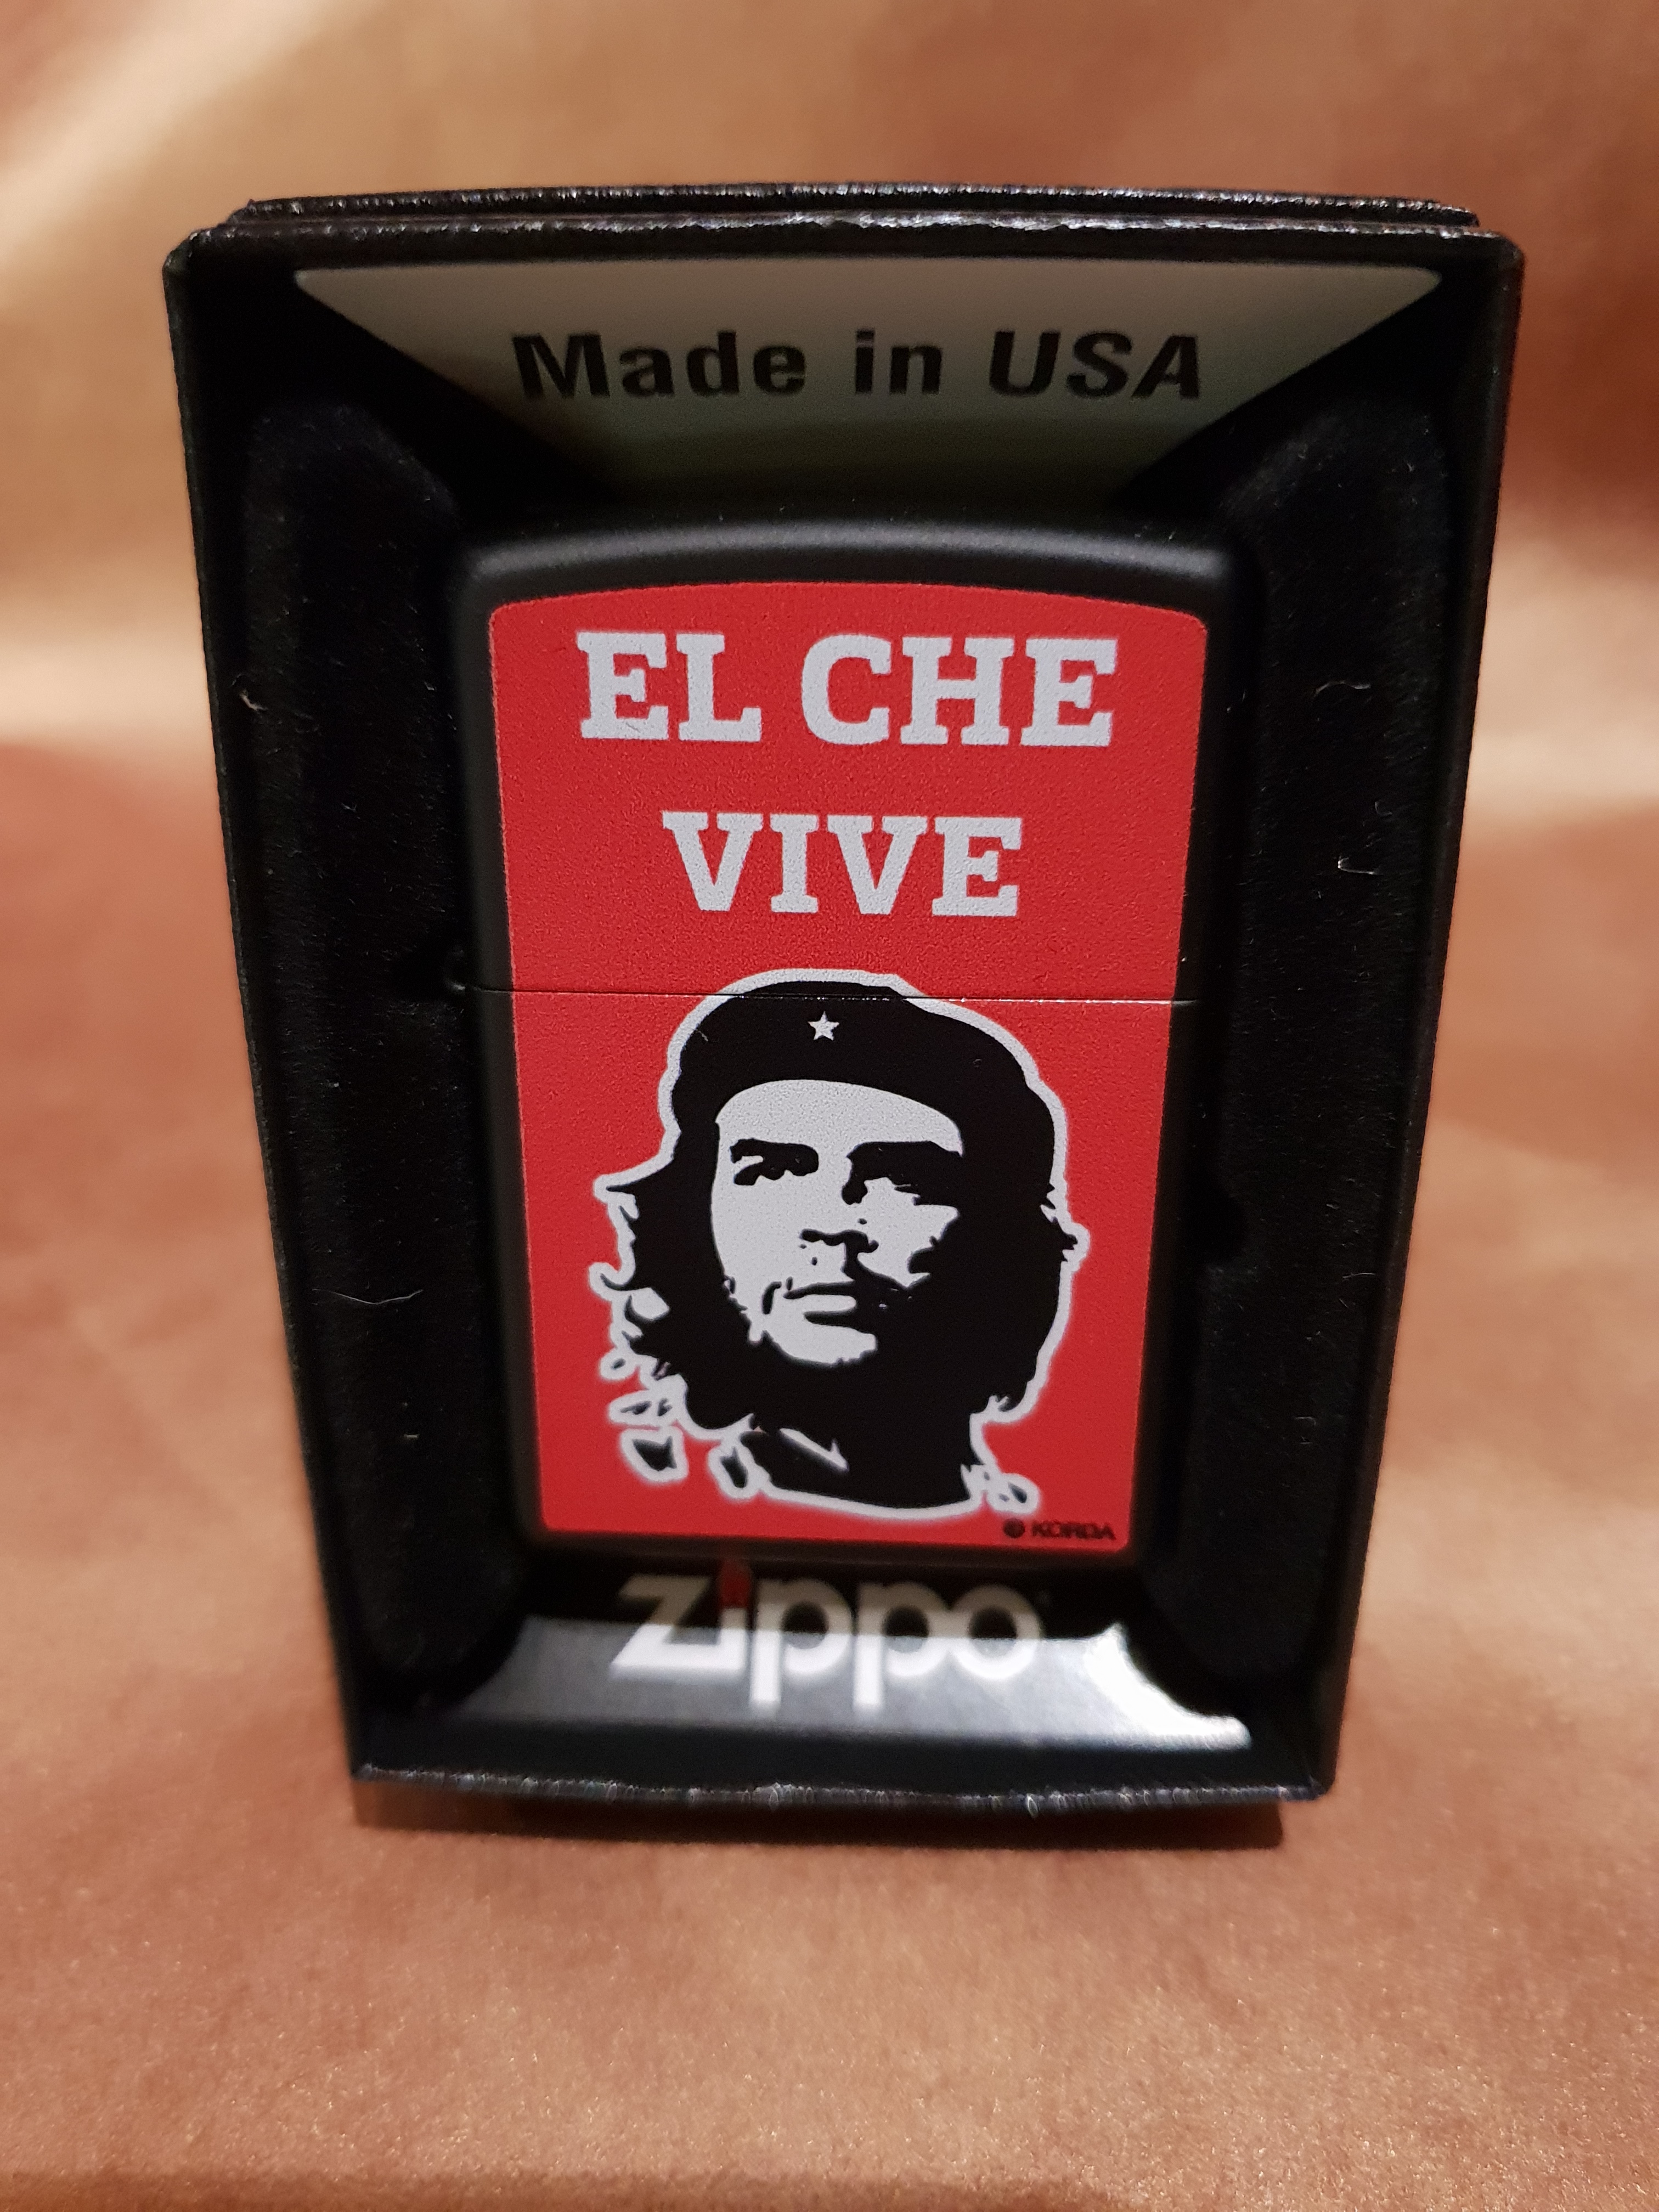 Made in USA
EL CHE
VIVE
© KORDA
zippo